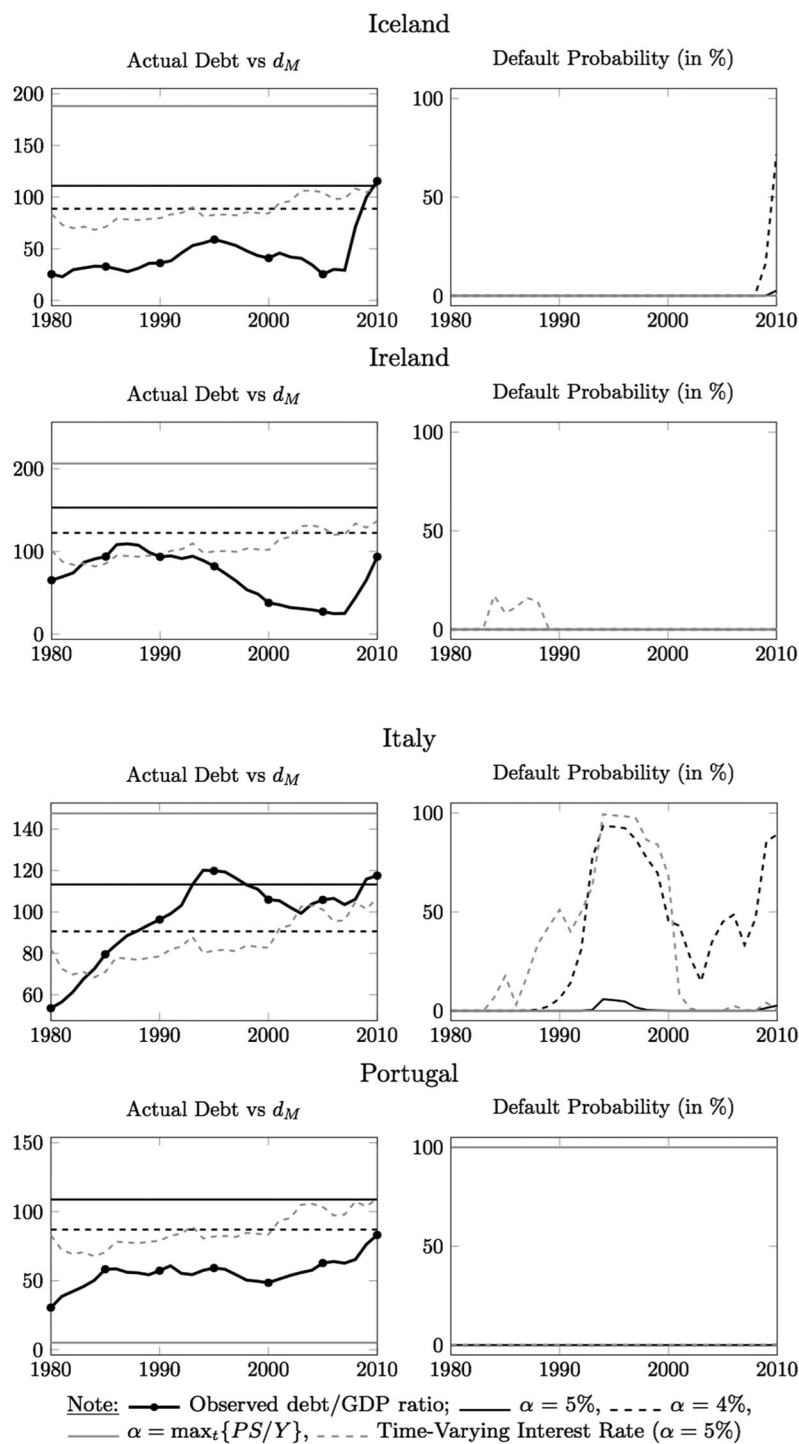 Iceland
Actual Debt vs d_M
Default Probability (in %)
200
150
100
50
0
1980 1990 2000 2010
100
50
0
1980 1990 2000 2010
Ireland
Actual Debt vs d_M
Default Probability (in %)
200
100
0
1980 1990 2000 2010
100
50
0
1980 1990 2000 2010
Italy
Actual Debt vs d_M
Default Probability (in %)
140
120
100
80
60
1980 1990 2000 2010
100
50
0
1980 1990 2000 2010
Portugal
Actual Debt vs d_M
Default Probability (in %)
150
100
50
0
1980 1990 2000 2010
100
50
0
1980 1990 2000 2010
Note: Observed debt/GDP ratio; α = 5%, α = 4%,
α = max_t{PS/Y}, Time-Varying Interest Rate (α = 5%)